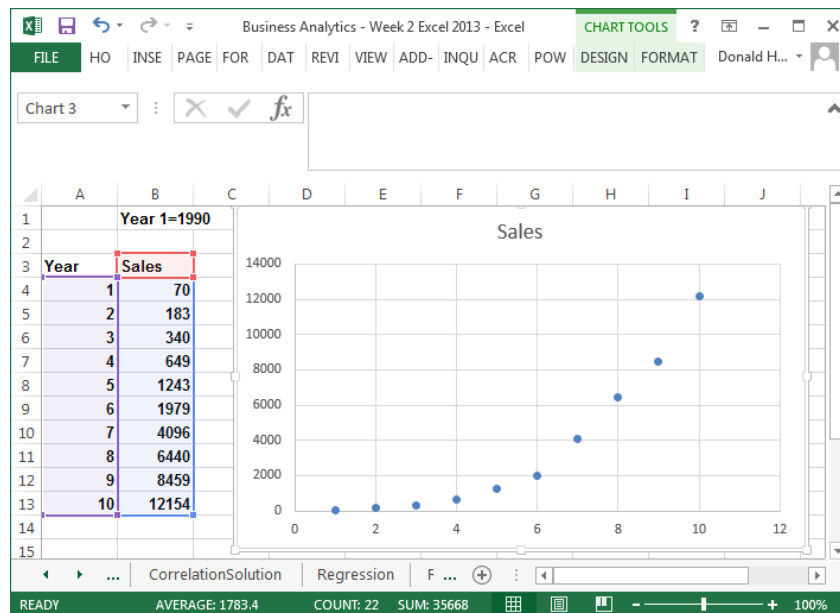 Business Analytics - Week 2 Excel 2013 - Excel CHART TOOLS ?
FILE HO INSE PAGE FOR DAT REVI VIEW ADD- INQU ACR POW DESIGN FORMAT Donald H...
Chart 3 fx
A B C D E F G H I J
1 Year 1=1990
2
3 Year Sales
4 1 70
5 2 183
6 3 340
7 4 649
8 5 1243
9 6 1979
10 7 4096
11 8 6440
12 9 8459
13 10 12154
14
15
Sales
14000
12000
10000
8000
6000
4000
2000
0
0 2 4 6 8 10 12
... CorrelationSolution Regression F ...
READY AVERAGE: 1783.4 COUNT: 22 SUM: 35668 100%